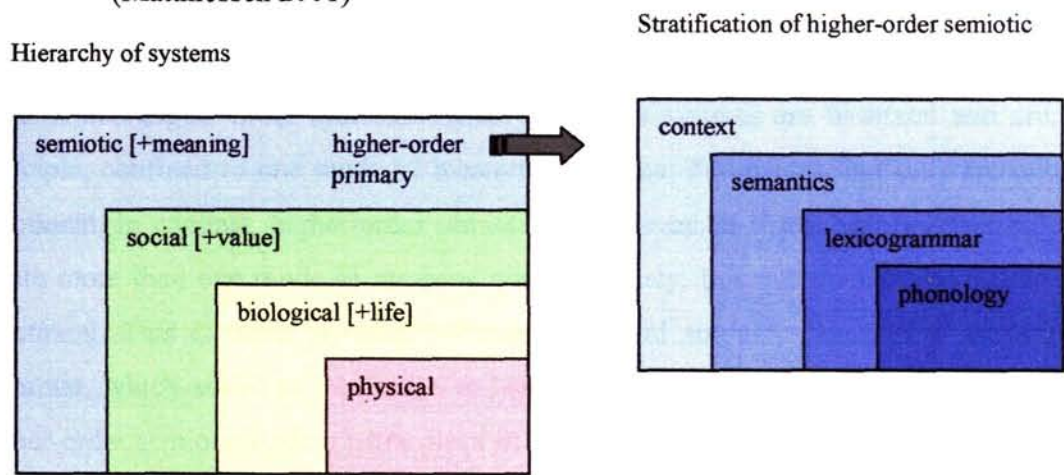 Stratification of higher-order semiotic
Hierarchy of systems
semiotic [+meaning] higher-order
primary
social [+value]
biological [+life]
physical
context
semantics
lexicogrammar
phonology